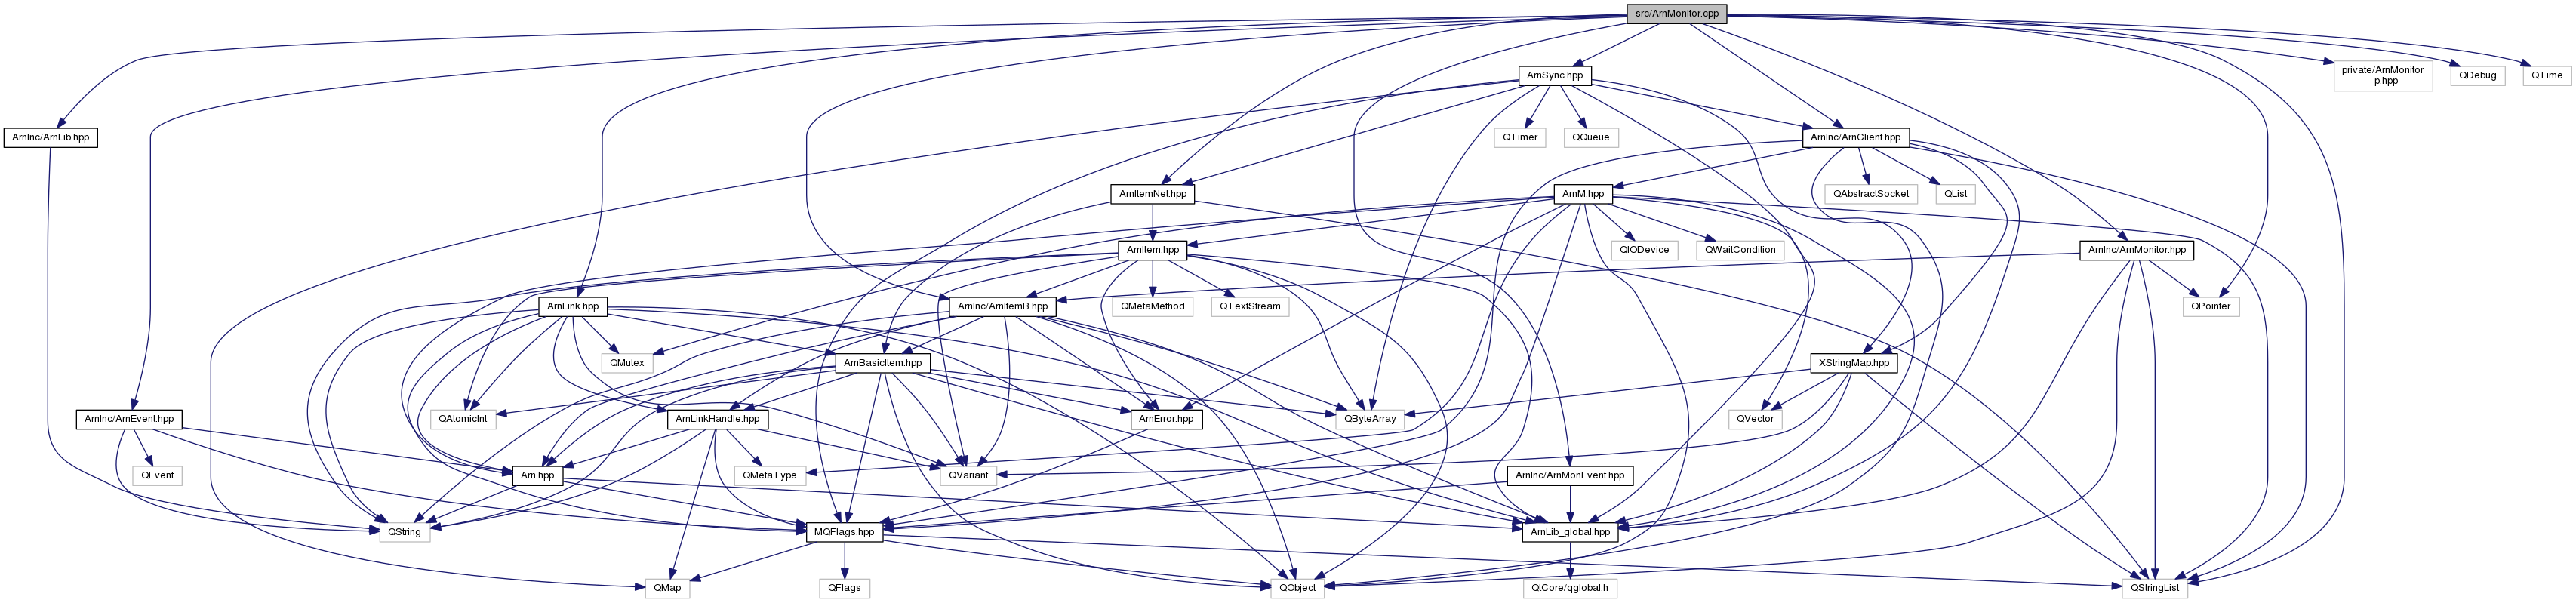 src/ArnMonitor.cpp
ArnSync.hpp
private/ArnMonitor
_p.hpp
QDebug
QTime
ArnInc/ArnLib.hpp
QTimer
QQueue
ArnInc/ArnClient.hpp
ArnItemNet.hpp
ArnM.hpp
QAbstractSocket
QList
ArnItem.hpp
QIODevice
QWaitCondition
ArnInc/ArnMonitor.hpp
ArnLink.hpp
ArnInc/ArnItemB.hpp
QMetaMethod
QTextStream
QPointer
QMutex
ArnBasicItem.hpp
XStringMap.hpp
ArnInc/ArnEvent.hpp
QAtomicInt
ArnLinkHandle.hpp
ArnError.hpp
QByteArray
QVector
QEvent
Arn.hpp
QMetaType
QVariant
ArnInc/ArnMonEvent.hpp
QString
MQFlags.hpp
ArnLib_global.hpp
QMap
QFlags
QObject
QtCore/qglobal.h
QStringList